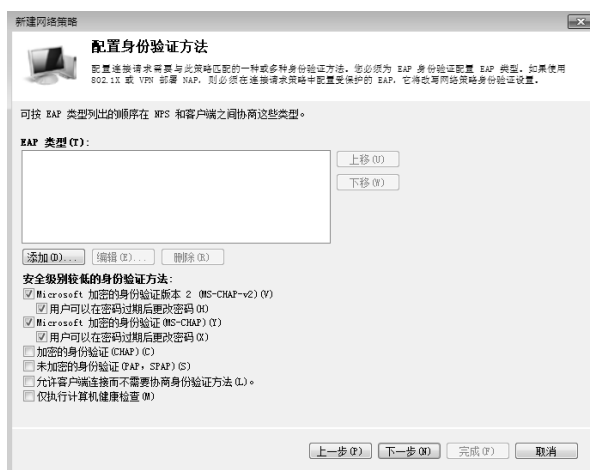 新建网络策略
配置身份验证方法
配置连接请求需要与此策略匹配的一种或多种身份验证方法。您必须为 EAP 身份验证配置 EAP 类型。如果使用
802.1X 或 VPN 部署 NAP，则必须在连接请求策略中配置受保护的 EAP，它将改写网络策略身份验证设置。
可按 EAP 类型列出的顺序在 NPS 和客户端之间协商这些类型。
EAP 类型(T):
上移(U)
下移(W)
添加(D)...
编辑(E)...
删除(R)
安全级别较低的身份验证方法:
Microsoft 加密的身份验证版本 2 (MS-CHAP-v2)(V)
用户可以在密码过期后更改密码(H)
Microsoft 加密的身份验证(MS-CHAP)(Y)
用户可以在密码过期后更改密码(X)
加密的身份验证(CHAP)(C)
未加密的身份验证(PAP，SPAP)(S)
允许客户端连接而不需要协商身份验证方法(L)。
仅执行计算机健康检查(M)
上一步(P)
下一步(N)
完成(F)
取消